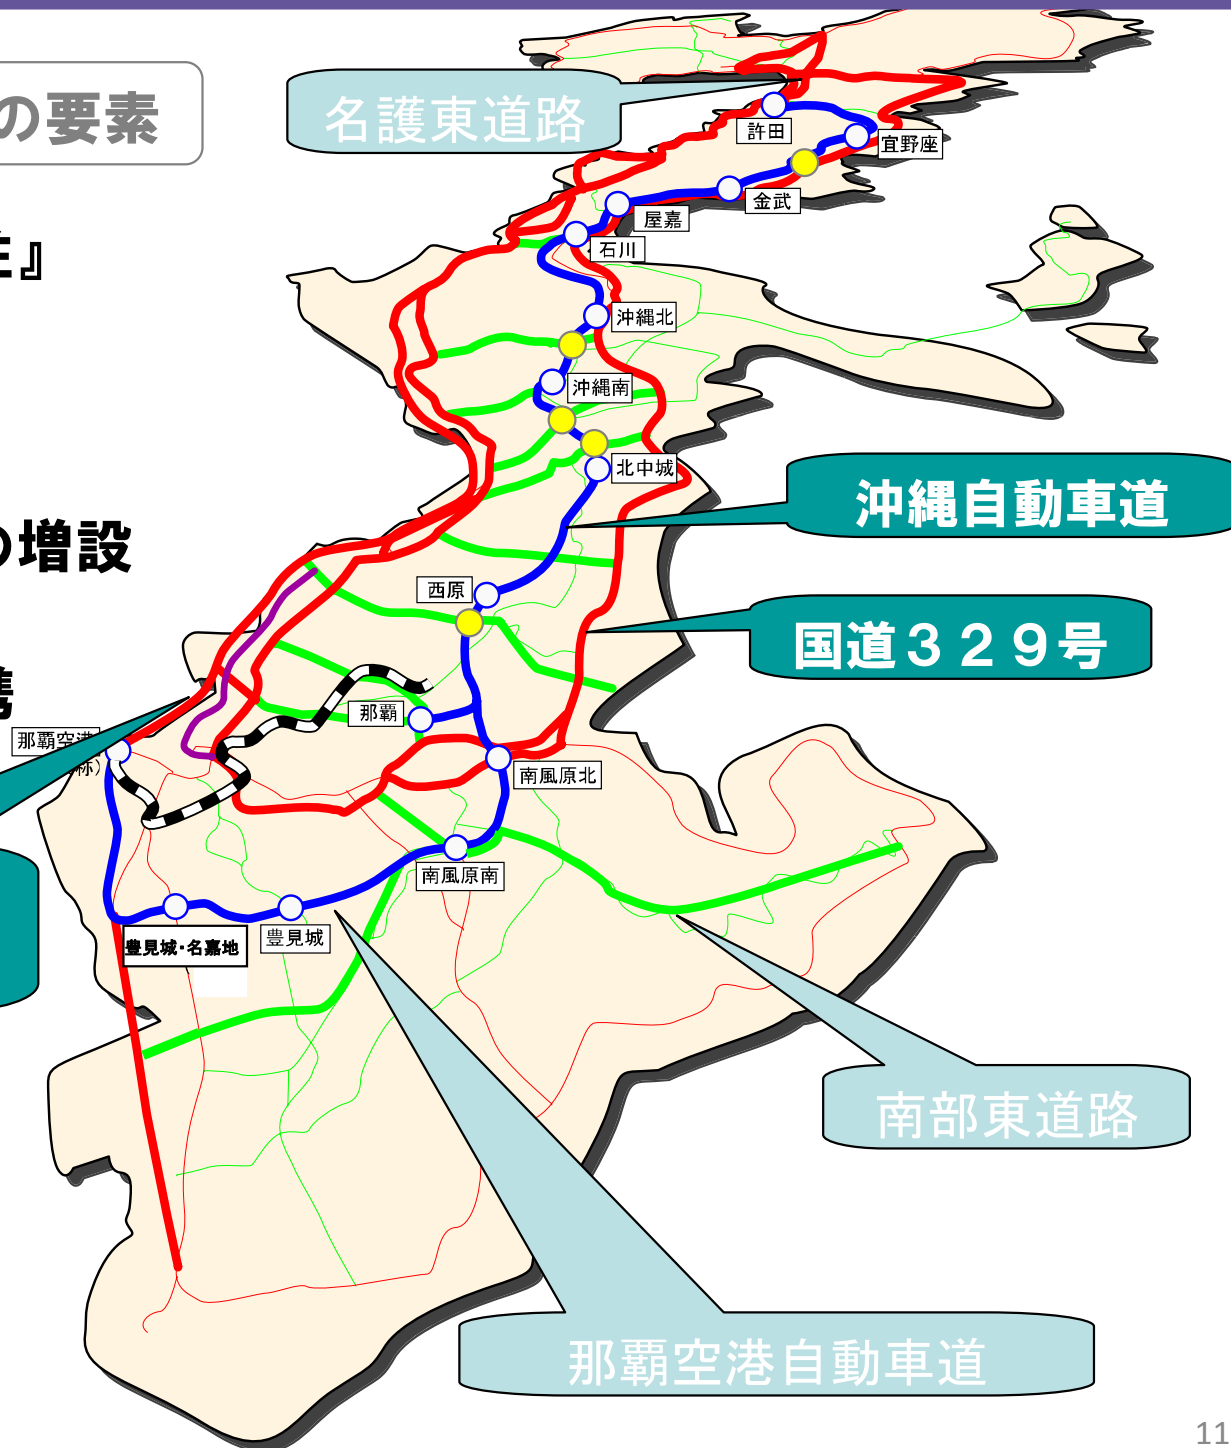 の要素
名護東道路
許田
宜野座
金武
屋嘉
石川
沖縄北
沖縄南
北中城
沖縄自動車道
の増設
西原
国道３２９号
携
那覇
那覇空港
称）
南風原北
南風原南
豊見城・名嘉地
豊見城
南部東道路
那覇空港自動車道
11